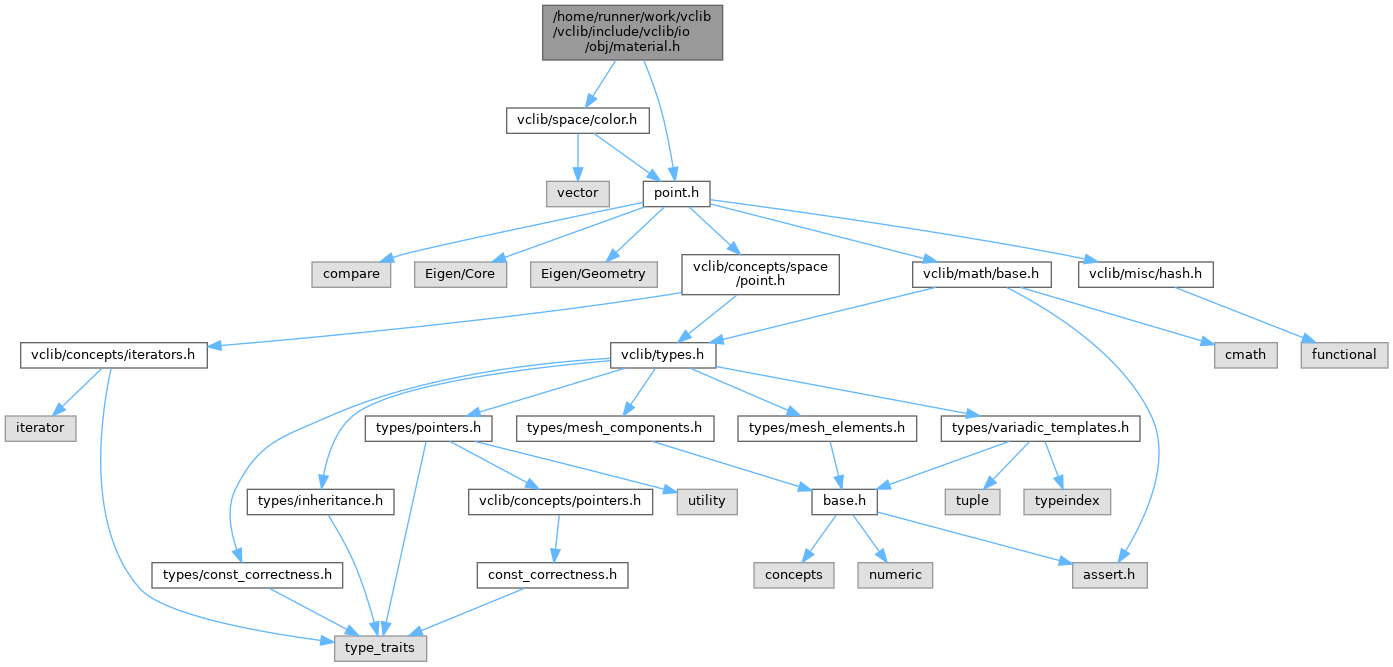 /home/runner/work/vclib
/vclib/include/vclib/io
/obj/material.h
vclib/space/color.h
vector
point.h
compare
Eigen/Core
Eigen/Geometry
vclib/concepts/space
/point.h
vclib/math/base.h
vclib/misc/hash.h
vclib/concepts/iterators.h
vclib/types.h
cmath
functional
iterator
types/pointers.h
types/mesh_components.h
types/mesh_elements.h
types/variadic_templates.h
types/inheritance.h
vclib/concepts/pointers.h
utility
base.h
tuple
typeindex
types/const_correctness.h
const_correctness.h
concepts
numeric
assert.h
type_traits